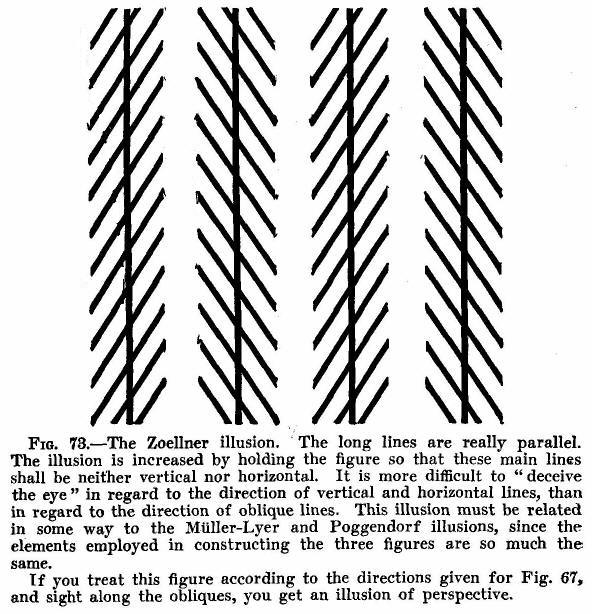 FIG. 73.—The Zoellner illusion. The long lines are really parallel.
The illusion is increased by holding the figure so that these main lines
shall be neither vertical nor horizontal. It is more difficult to “deceive
the eye” in regard to the direction of vertical and horizontal lines, than
in regard to the direction of oblique lines. This illusion must be related
in some way to the Müller-Lyer and Poggendorf illusions, since the
elements employed in constructing the three figures are so much the
same.
If you treat this figure according to the directions given for Fig. 67,
and sight along the obliques, you get an illusion of perspective.